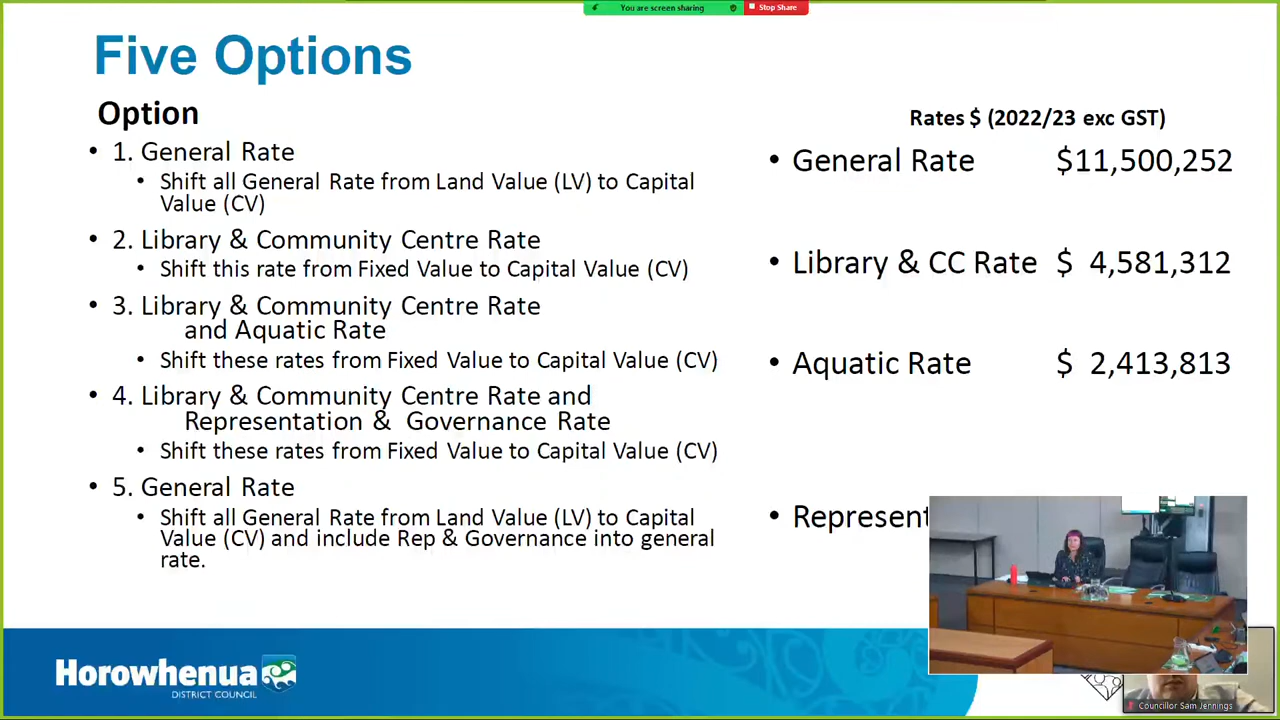 You are screen sharing
Stop Share
Five Options
Option
Rates $ (2022/23 exc GST)
• 1. General Rate
• Shift all General Rate from Land Value (LV) to Capital
Value (CV)
• General Rate $11,500,252
• 2. Library & Community Centre Rate
• Shift this rate from Fixed Value to Capital Value (CV)
• Library & CC Rate $ 4,581,312
• 3. Library & Community Centre Rate
and Aquatic Rate
• Shift these rates from Fixed Value to Capital Value (CV)
• Aquatic Rate $ 2,413,813
• 4. Library & Community Centre Rate and
Representation & Governance Rate
• Shift these rates from Fixed Value to Capital Value (CV)
• 5. General Rate
• Shift all General Rate from Land Value (LV) to Capital
Value (CV) and include Rep & Governance into general
rate.
• Represent
Horowhenua
DISTRICT COUNCIL
Councillor Sam Jennings